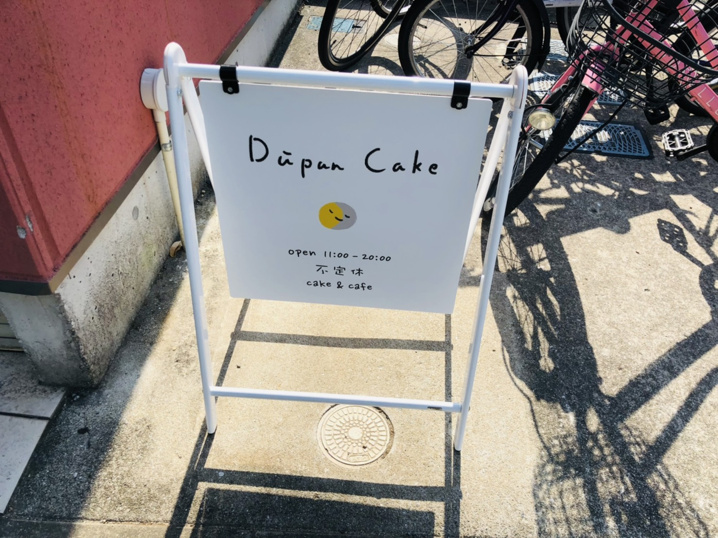 Dūpun Cake
open 11:00 - 20:00
不定休
cake & cafe